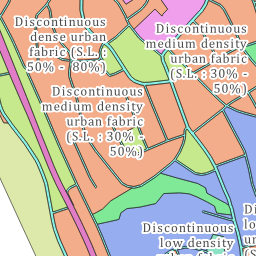 Discontinuous
dense urban
fabric (S.L. :
50% - 80%)
Discontinuous
medium density
urban fabric
(S.L. : 30% -
50%)
Discontinuous
medium density
urban fabric
(S.L. : 30% -
50%)
Discontinuous
low density